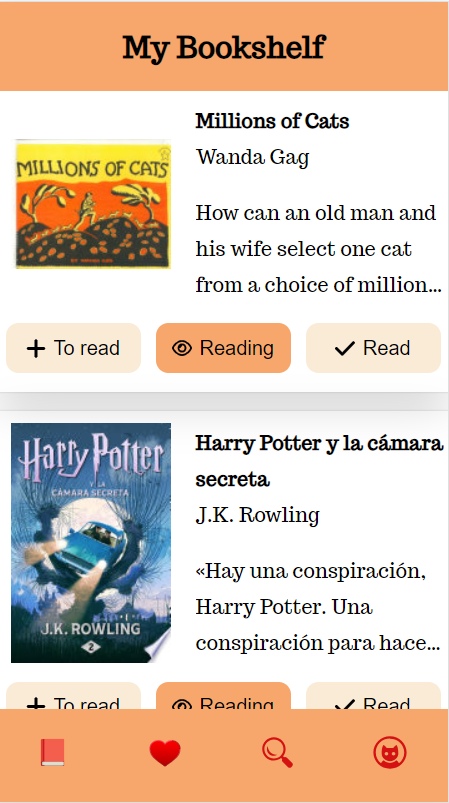 My Bookshelf
MILLIONS OF CATS
Millions of Cats
Wanda Gag
How can an old man and
his wife select one cat
from a choice of million...
To read
Reading
Read
Harry Potter
Y LA
CÁMARA SECRETA
J.K. ROWLING
2
Harry Potter y la cámara
secreta
J.K. Rowling
«Hay una conspiración,
Harry Potter. Una
conspiración para hace...
To read
Reading
Read